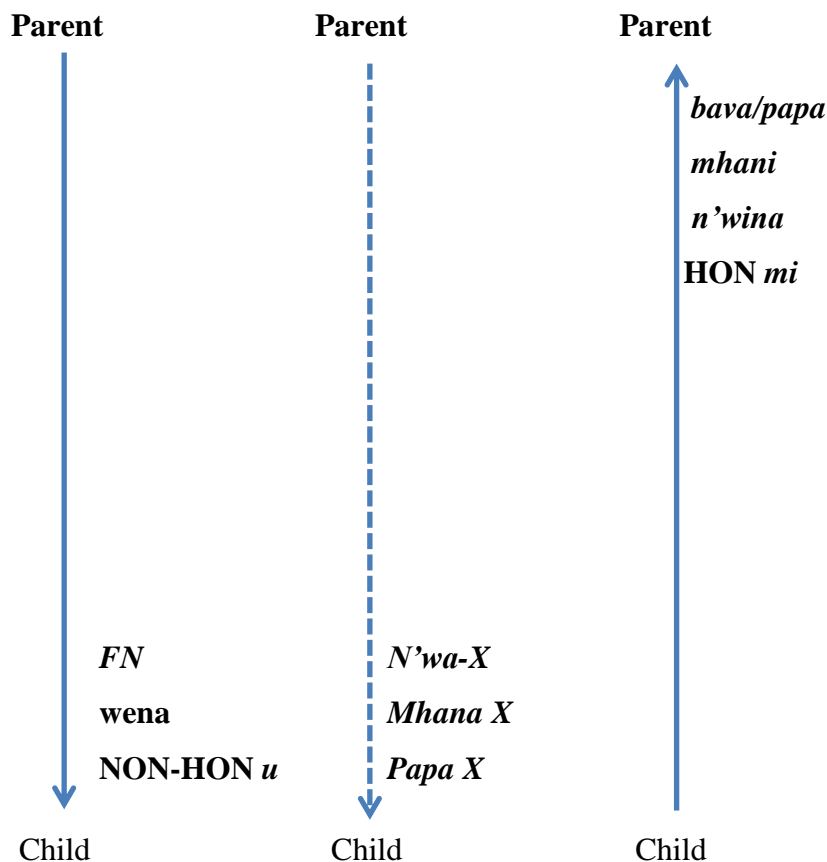 Parent Parent Parent
bava/papa
mhani
n’wina
HON mi
FN N’wa-X
wena Mhana X
NON-HON u Papa X
Child Child Child